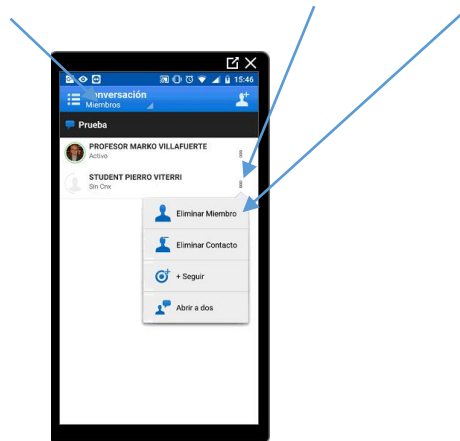 15:46
Conversación
Miembros
Prueba
PROFESOR MARKO VILLAFUERTE
Activo
STUDENT PIERRO VITERRI
Sin Cnx
Eliminar Miembro
Eliminar Contacto
+ Seguir
Abrir a dos